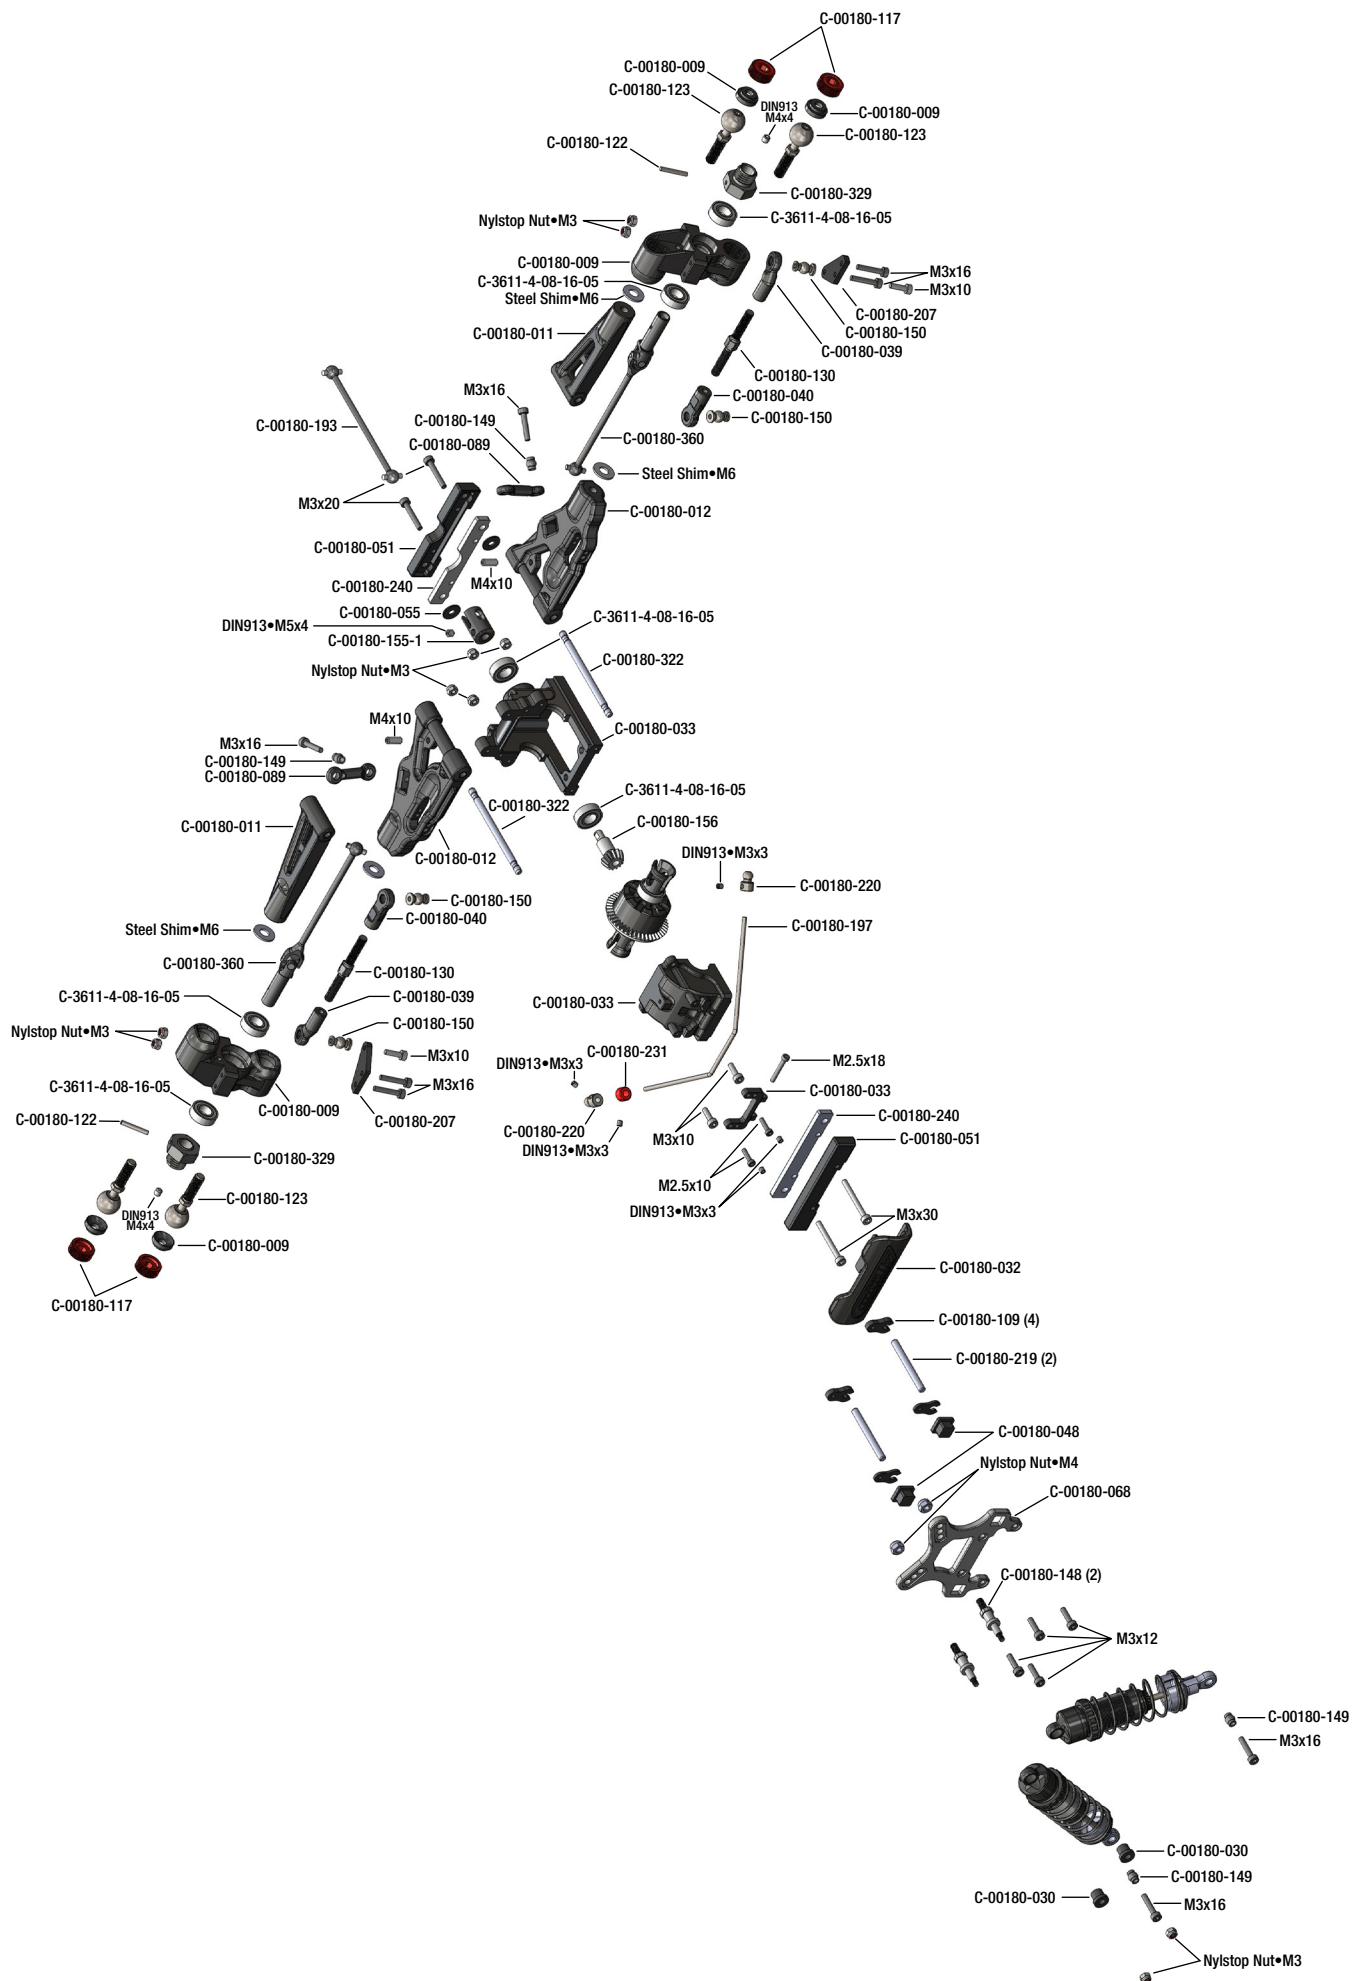 C-00180-117
C-00180-009
C-00180-123
DIN913
M4x4
C-00180-009
C-00180-123
C-00180-122
C-00180-329
C-3611-4-08-16-05
Nylstop Nut•M3
C-00180-009
C-3611-4-08-16-05
Steel Shim•M6
M3x16
M3x10
C-00180-207
C-00180-150
C-00180-039
C-00180-011
C-00180-130
C-00180-040
C-00180-150
M3x16
C-00180-149
C-00180-089
C-00180-193
C-00180-360
Steel Shim•M6
M3x20
C-00180-012
C-00180-051
M4x10
C-00180-240
C-00180-055
DIN913•M5x4
C-00180-155-1
C-3611-4-08-16-05
Nylstop Nut•M3
C-00180-322
M4x10
C-00180-033
M3x16
C-00180-149
C-00180-089
C-3611-4-08-16-05
C-00180-322
C-00180-011
C-00180-156
C-00180-012
DIN913•M3x3
C-00180-220
C-00180-150
C-00180-040
C-00180-197
Steel Shim•M6
C-00180-360
C-00180-130
C-3611-4-08-16-05
C-00180-039
C-00180-033
C-00180-150
Nylstop Nut•M3
M3x10
C-00180-231
DIN913•M3x3
M2.5x18
C-3611-4-08-16-05
M3x16
C-00180-033
C-00180-009
C-00180-122
C-00180-207
C-00180-220
C-00180-240
M3x10
C-00180-051
DIN913•M3x3
C-00180-329
M2.5x10
C-00180-123
DIN913•M3x3
DIN913
M4x4
M3x30
C-00180-009
C-00180-032
C-00180-117
C-00180-109 (4)
C-00180-219 (2)
C-00180-048
Nylstop Nut•M4
C-00180-068
C-00180-148 (2)
M3x12
C-00180-149
M3x16
C-00180-030
C-00180-149
C-00180-030
M3x16
Nylstop Nut•M3